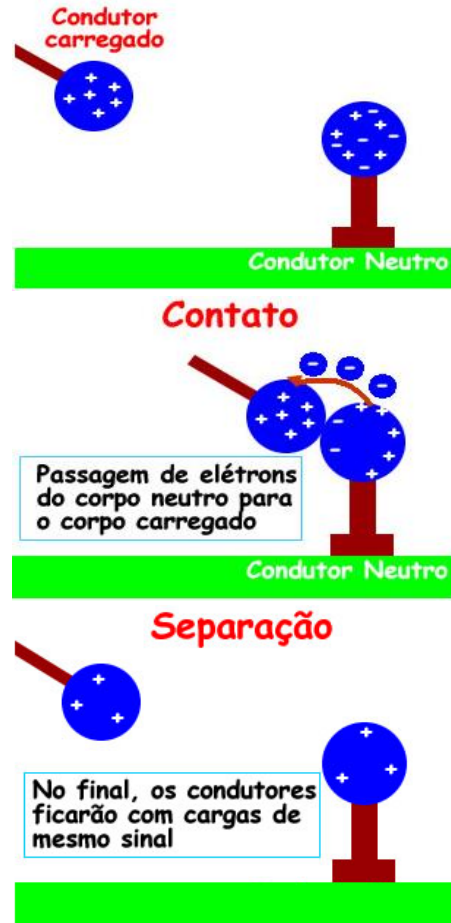 Condutor
carregado
Condutor Neutro
Contato
Passagem de elétrons
do corpo neutro para
o corpo carregado
Condutor Neutro
Separação
No final, os condutores
ficarão com cargas de
mesmo sinal